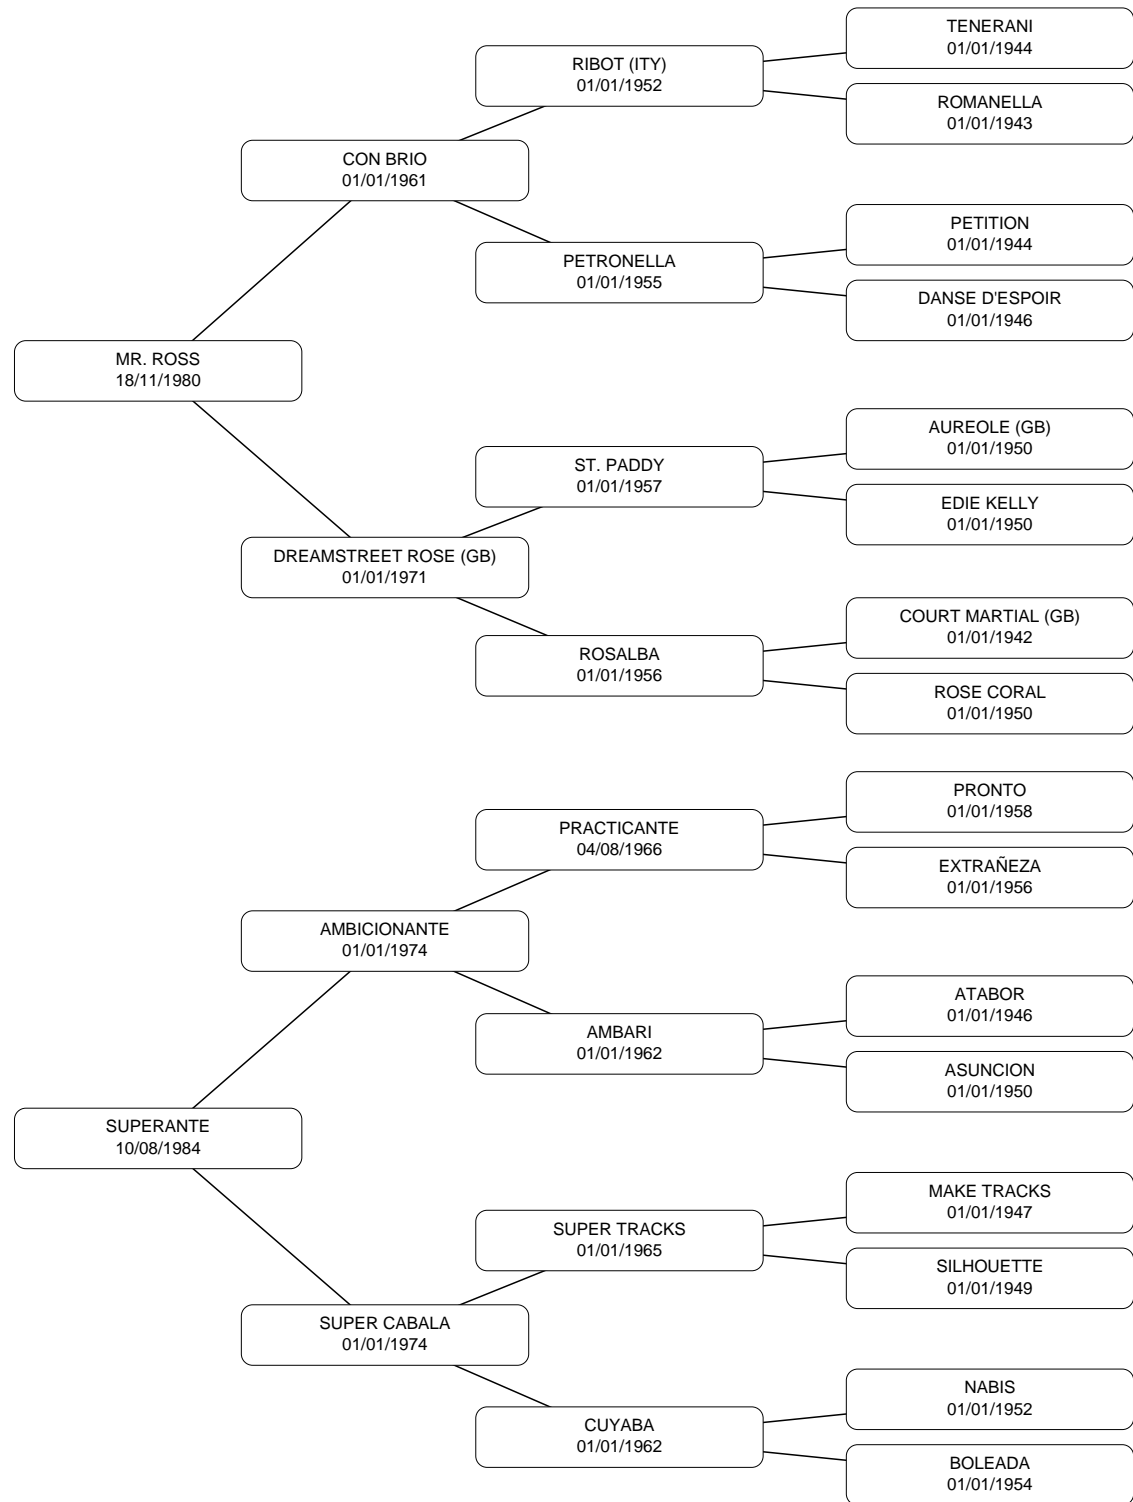 TENERANI
01/01/1944
RIBOT (ITY)
01/01/1952
ROMANELLA
01/01/1943
CON BRIO
01/01/1961
PETITION
01/01/1944
PETRONELLA
01/01/1955
DANSE D'ESPOIR
01/01/1946
MR. ROSS
18/11/1980
AUREOLE (GB)
01/01/1950
ST. PADDY
01/01/1957
EDIE KELLY
01/01/1950
DREAMSTREET ROSE (GB)
01/01/1971
COURT MARTIAL (GB)
01/01/1942
ROSALBA
01/01/1956
ROSE CORAL
01/01/1950
PRONTO
01/01/1958
PRACTICANTE
04/08/1966
EXTRAÑEZA
01/01/1956
AMBICIONANTE
01/01/1974
ATABOR
01/01/1946
AMBARI
01/01/1962
ASUNCION
01/01/1950
SUPERANTE
10/08/1984
MAKE TRACKS
01/01/1947
SUPER TRACKS
01/01/1965
SILHOUETTE
01/01/1949
SUPER CABALA
01/01/1974
NABIS
01/01/1952
CUYABA
01/01/1962
BOLEADA
01/01/1954